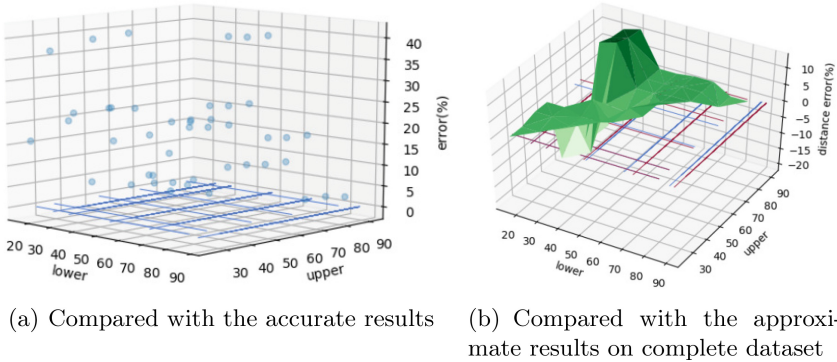 40
35
30
25
20
15
10
5
0
error(%)
20 30 40 50 60 70 80 90
lower
30 40 50 60 70 80 90
upper
10
5
0
−5
−10
−15
−20
distance error(%)
20 30 40 50 60 70 80 90
lower
30 40 50 60 70 80 90
upper
(a) Compared with the accurate results
(b) Compared with the approxi-
mate results on complete dataset